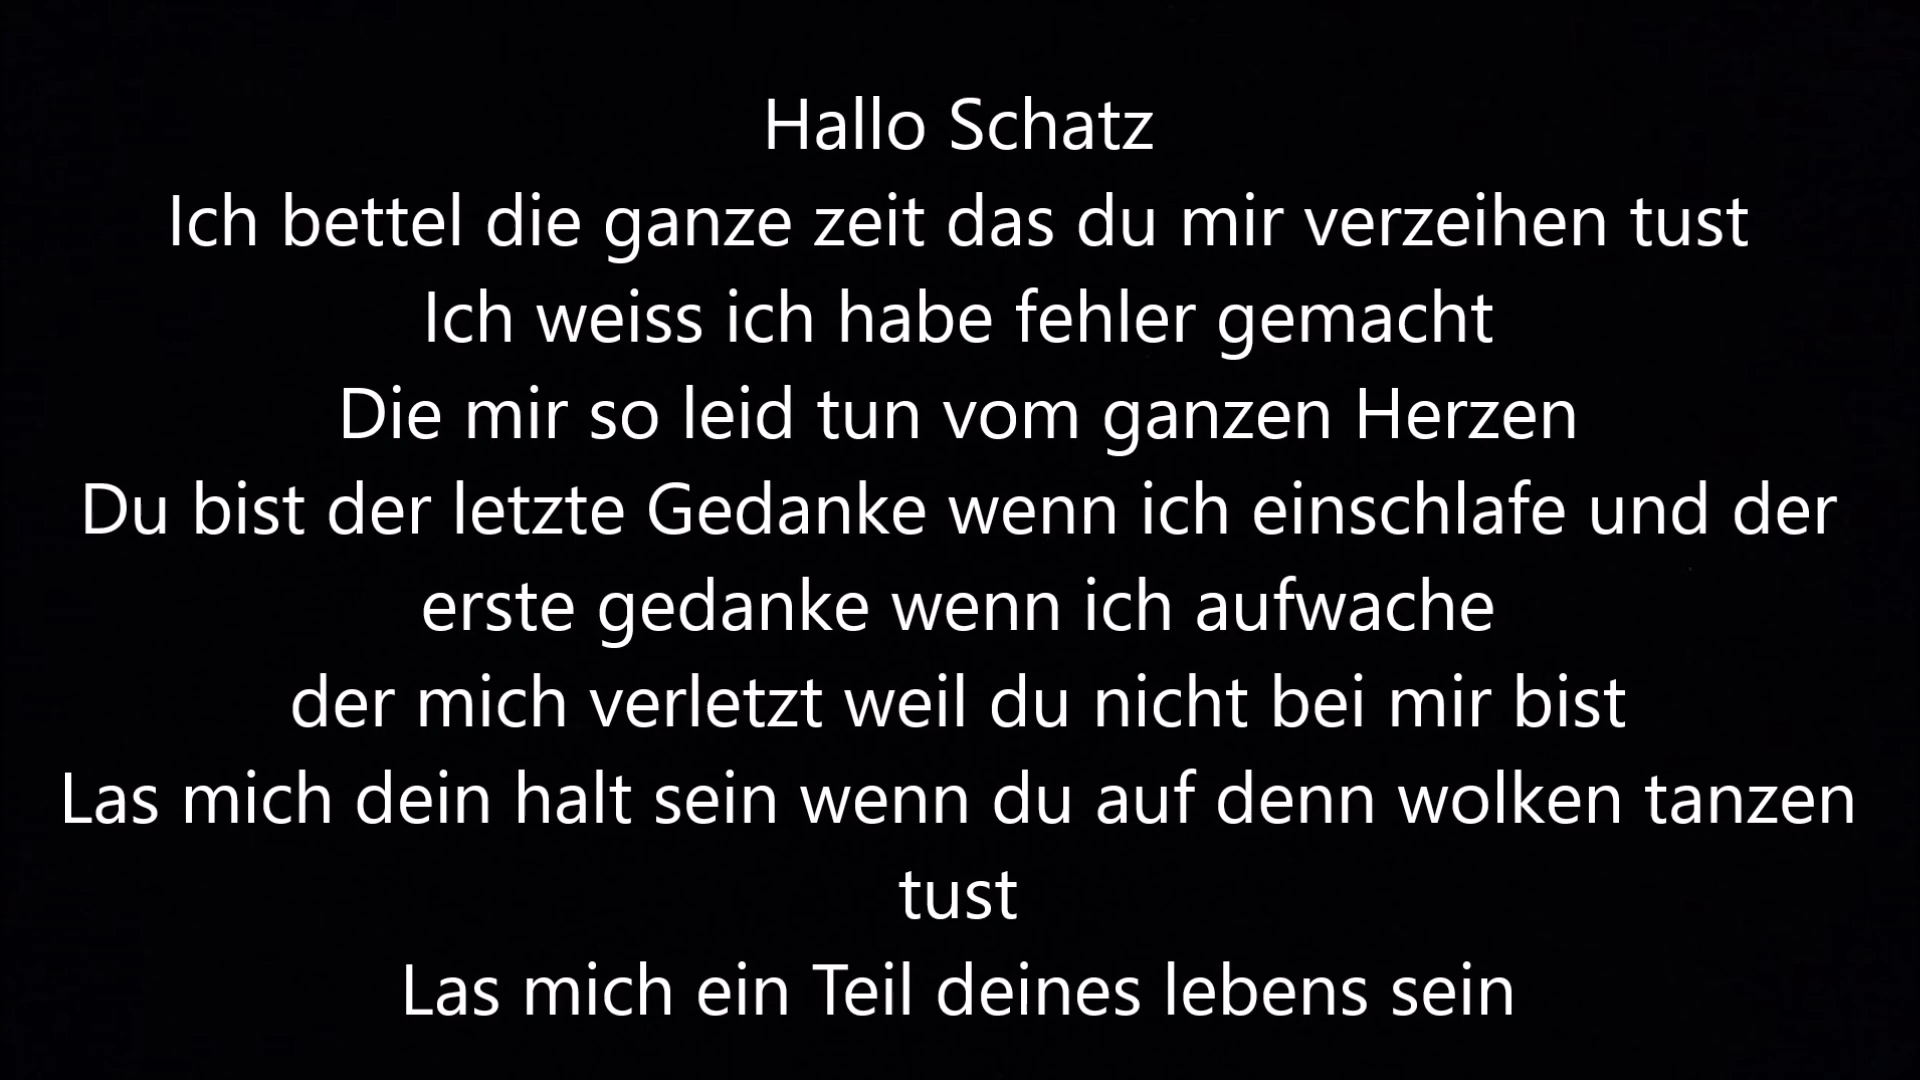 Hallo Schatz
Ich bettel die ganze zeit das du mir verzeihen tust
Ich weiss ich habe fehler gemacht
Die mir so leid tun vom ganzen Herzen
Du bist der letzte Gedanke wenn ich einschlafe und der
erste gedanke wenn ich aufwache
der mich verletzt weil du nicht bei mir bist
Las mich dein halt sein wenn du auf denn wolken tanzen
tust
Las mich ein Teil deines lebens sein